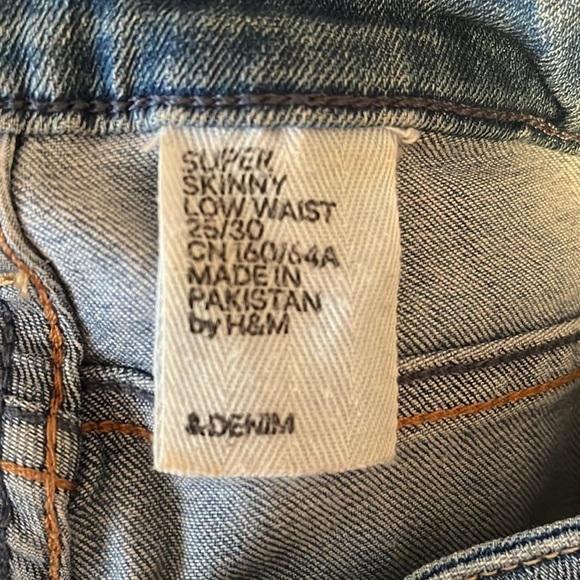 SUPER
SKINNY
LOW WAIST
25/30
CN 160/64A
MADE IN
PAKISTAN
by H&M
&DENIM